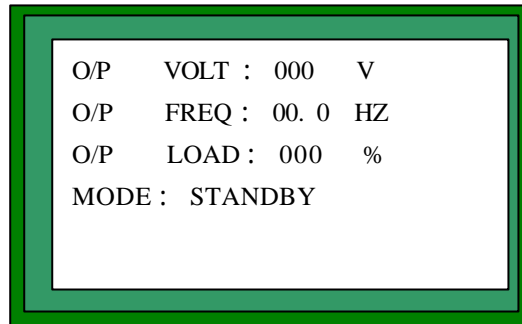 O/P VOLT : 000 V
O/P FREQ : 00. 0 HZ
O/P LOAD : 000 %
MODE : STANDBY